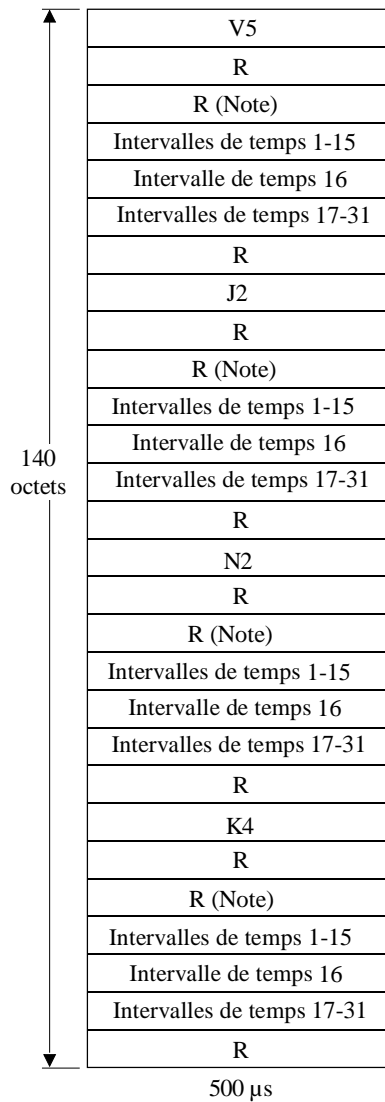 V5
R
R (Note)
Intervalles de temps 1-15
Intervalle de temps 16
Intervalles de temps 17-31
R
J2
R
R (Note)
Intervalles de temps 1-15
Intervalle de temps 16
Intervalles de temps 17-31
R
N2
R
R (Note)
Intervalles de temps 1-15
Intervalle de temps 16
Intervalles de temps 17-31
R
K4
R
R (Note)
Intervalles de temps 1-15
Intervalle de temps 16
Intervalles de temps 17-31
R
140
octets
500 µs